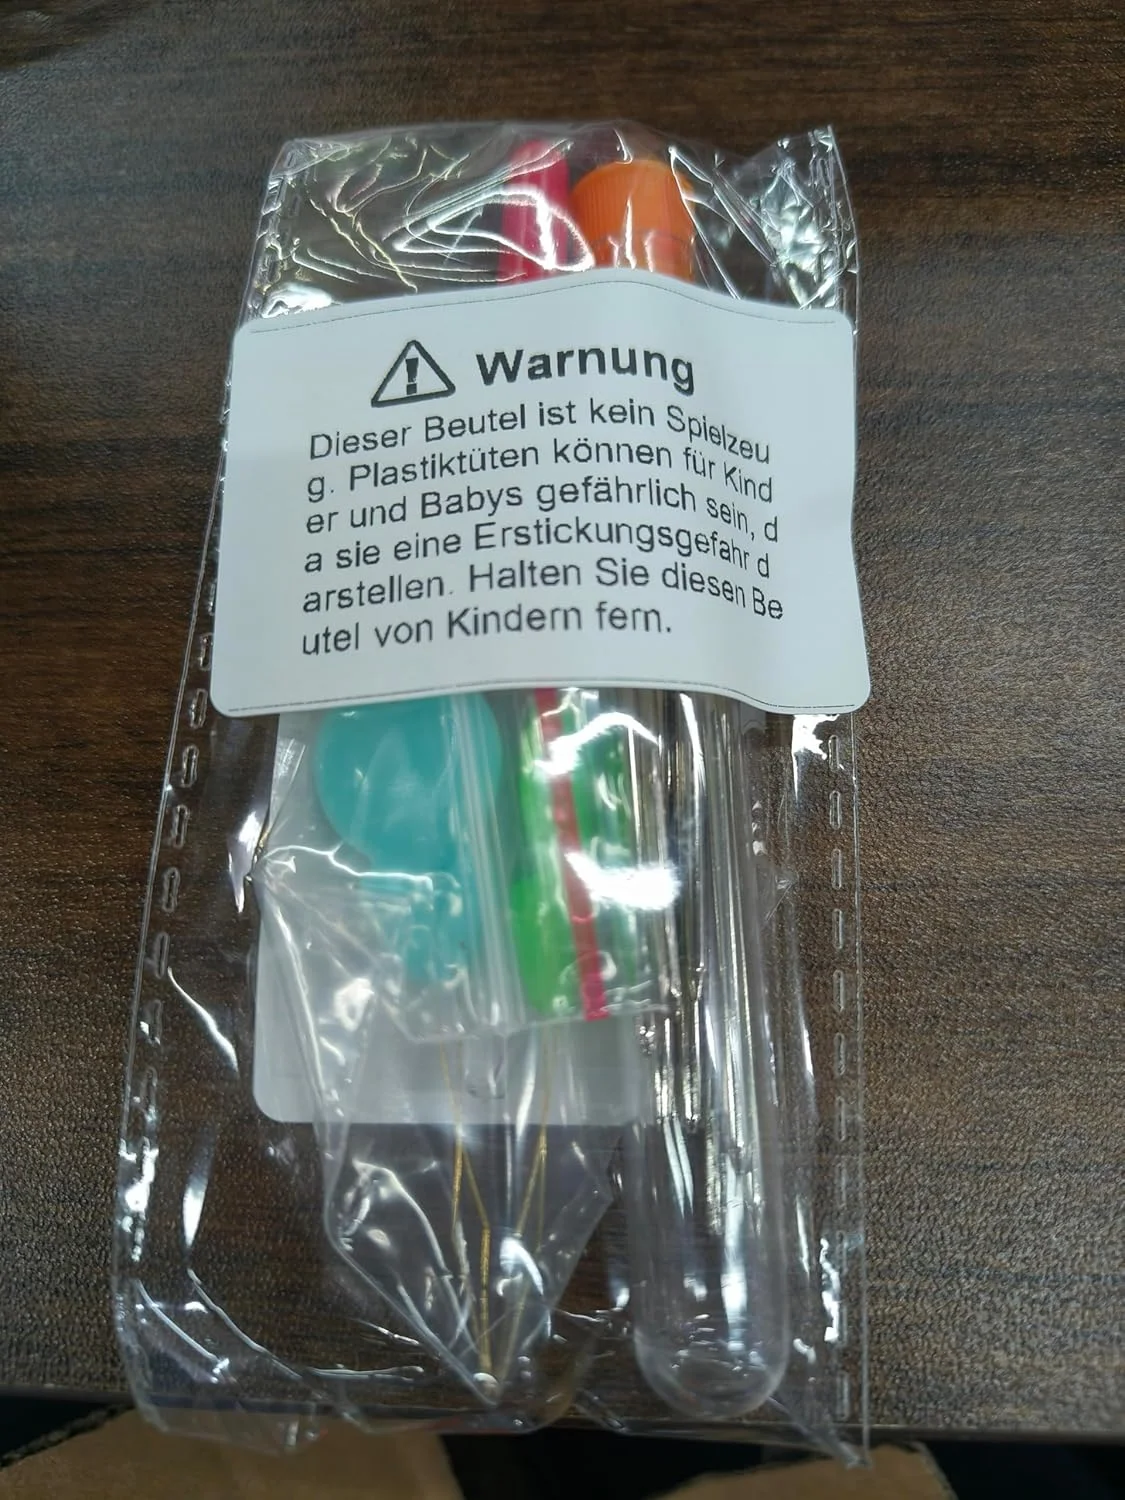 Warnung
Dieser Beutel ist kein Spielzeu
g. Plastiktüten können für Kind
er und Babys gefährlich sein, d
a sie eine Erstickungsgefahr d
arstellen. Halten Sie diesen Be
utel von Kindern fern.